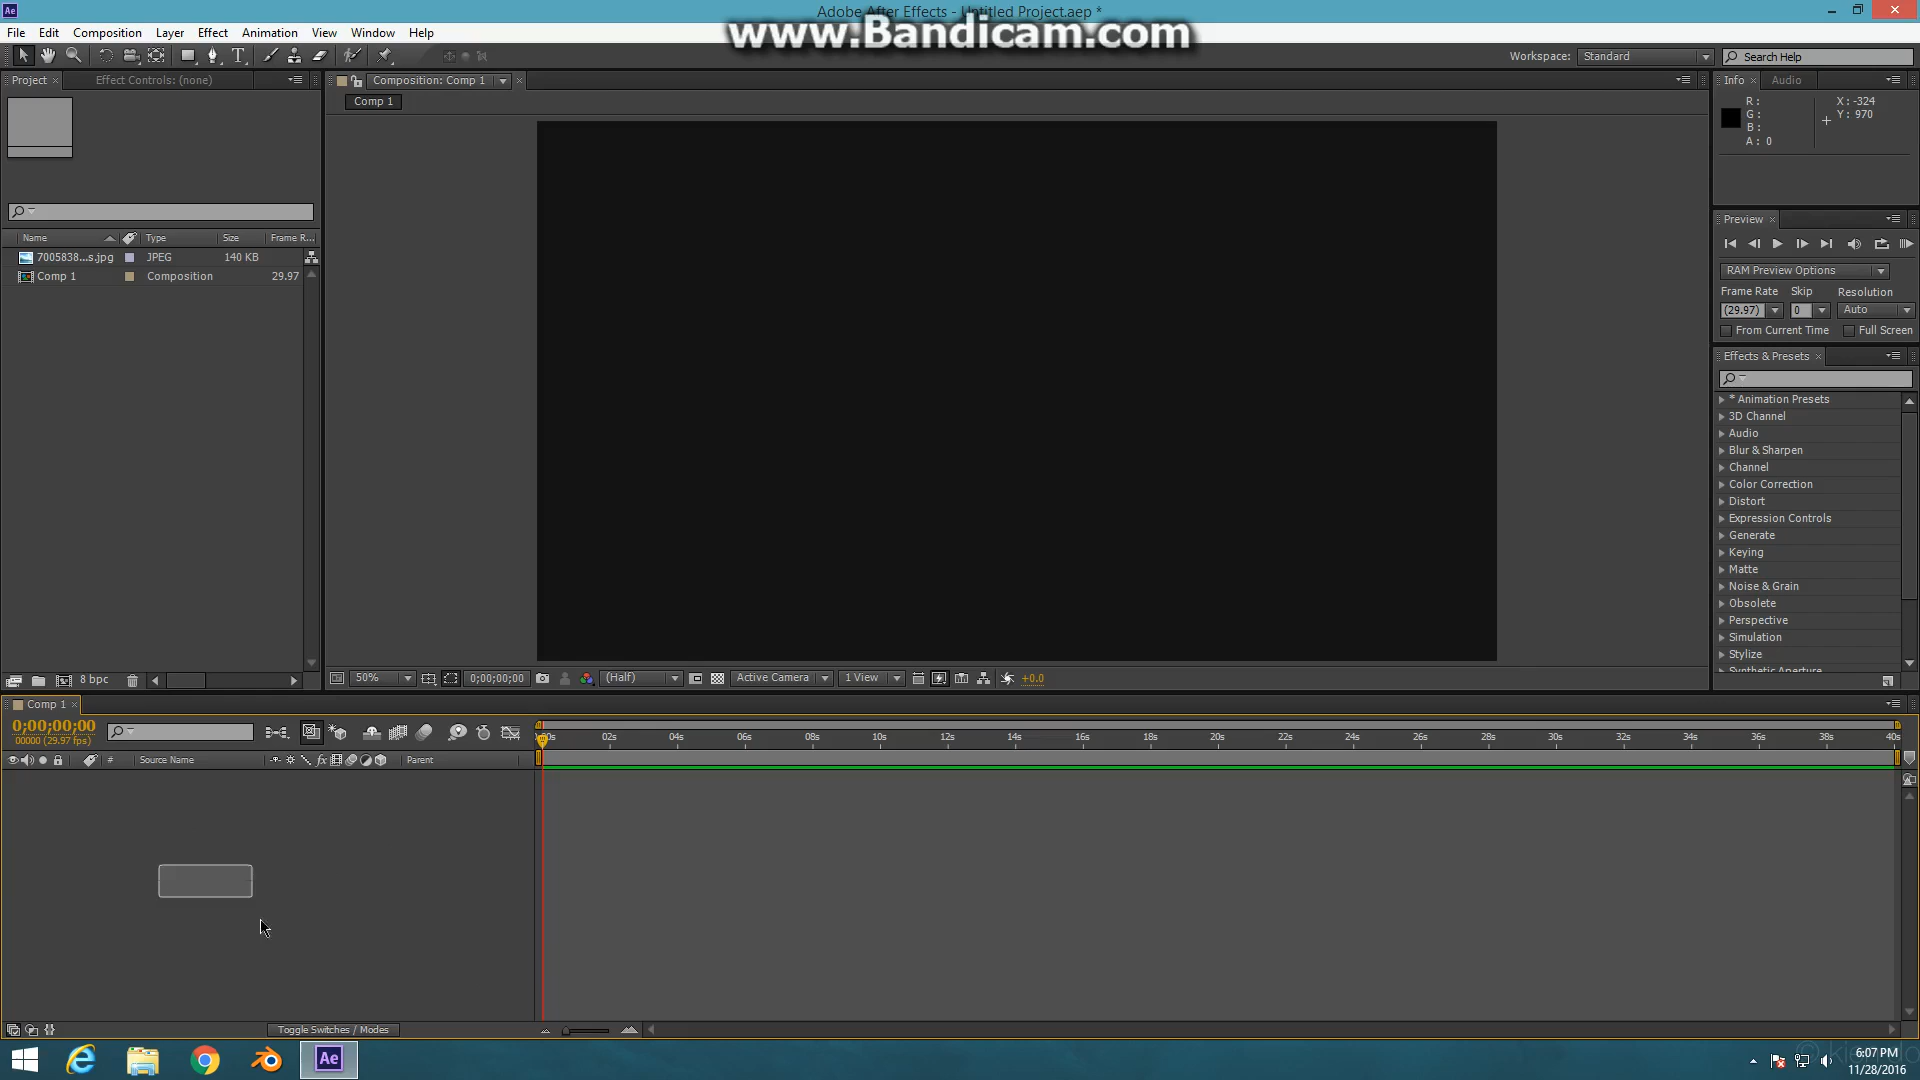 Adobe After Effects - Untitled Project.aep *
www.Bandicam.com
File Edit Composition Layer Effect Animation View Window Help
Workspace: Standard Search Help
Project Effect Controls: (none)
Composition: Comp 1
Info Audio
Comp 1
R :
G :
B :
A : 0
X : -324
Y : 970
Preview
Name Type Size Frame R...
7005838...s.jpg JPEG 140 KB
Comp 1 Composition 29.97
RAM Preview Options
Frame Rate Skip Resolution
(29.97) 0 Auto
From Current Time Full Screen
Effects & Presets
* Animation Presets
3D Channel
Audio
Blur & Sharpen
Channel
Color Correction
Distort
Expression Controls
Generate
Keying
Matte
Noise & Grain
Obsolete
Perspective
Simulation
Stylize
Synthetic Aperture
8 bpc
50% 0;00;00;00 (Half) Active Camera 1 View +0.0
Comp 1
0;00;00;00
00000 (29.97 fps)
02s 04s 06s 08s 10s 12s 14s 16s 18s 20s 22s 24s 26s 28s 30s 32s 34s 36s 38s 40s
# Source Name fx Parent
Toggle Switches / Modes
Ae
6:07 PM
11/28/2016